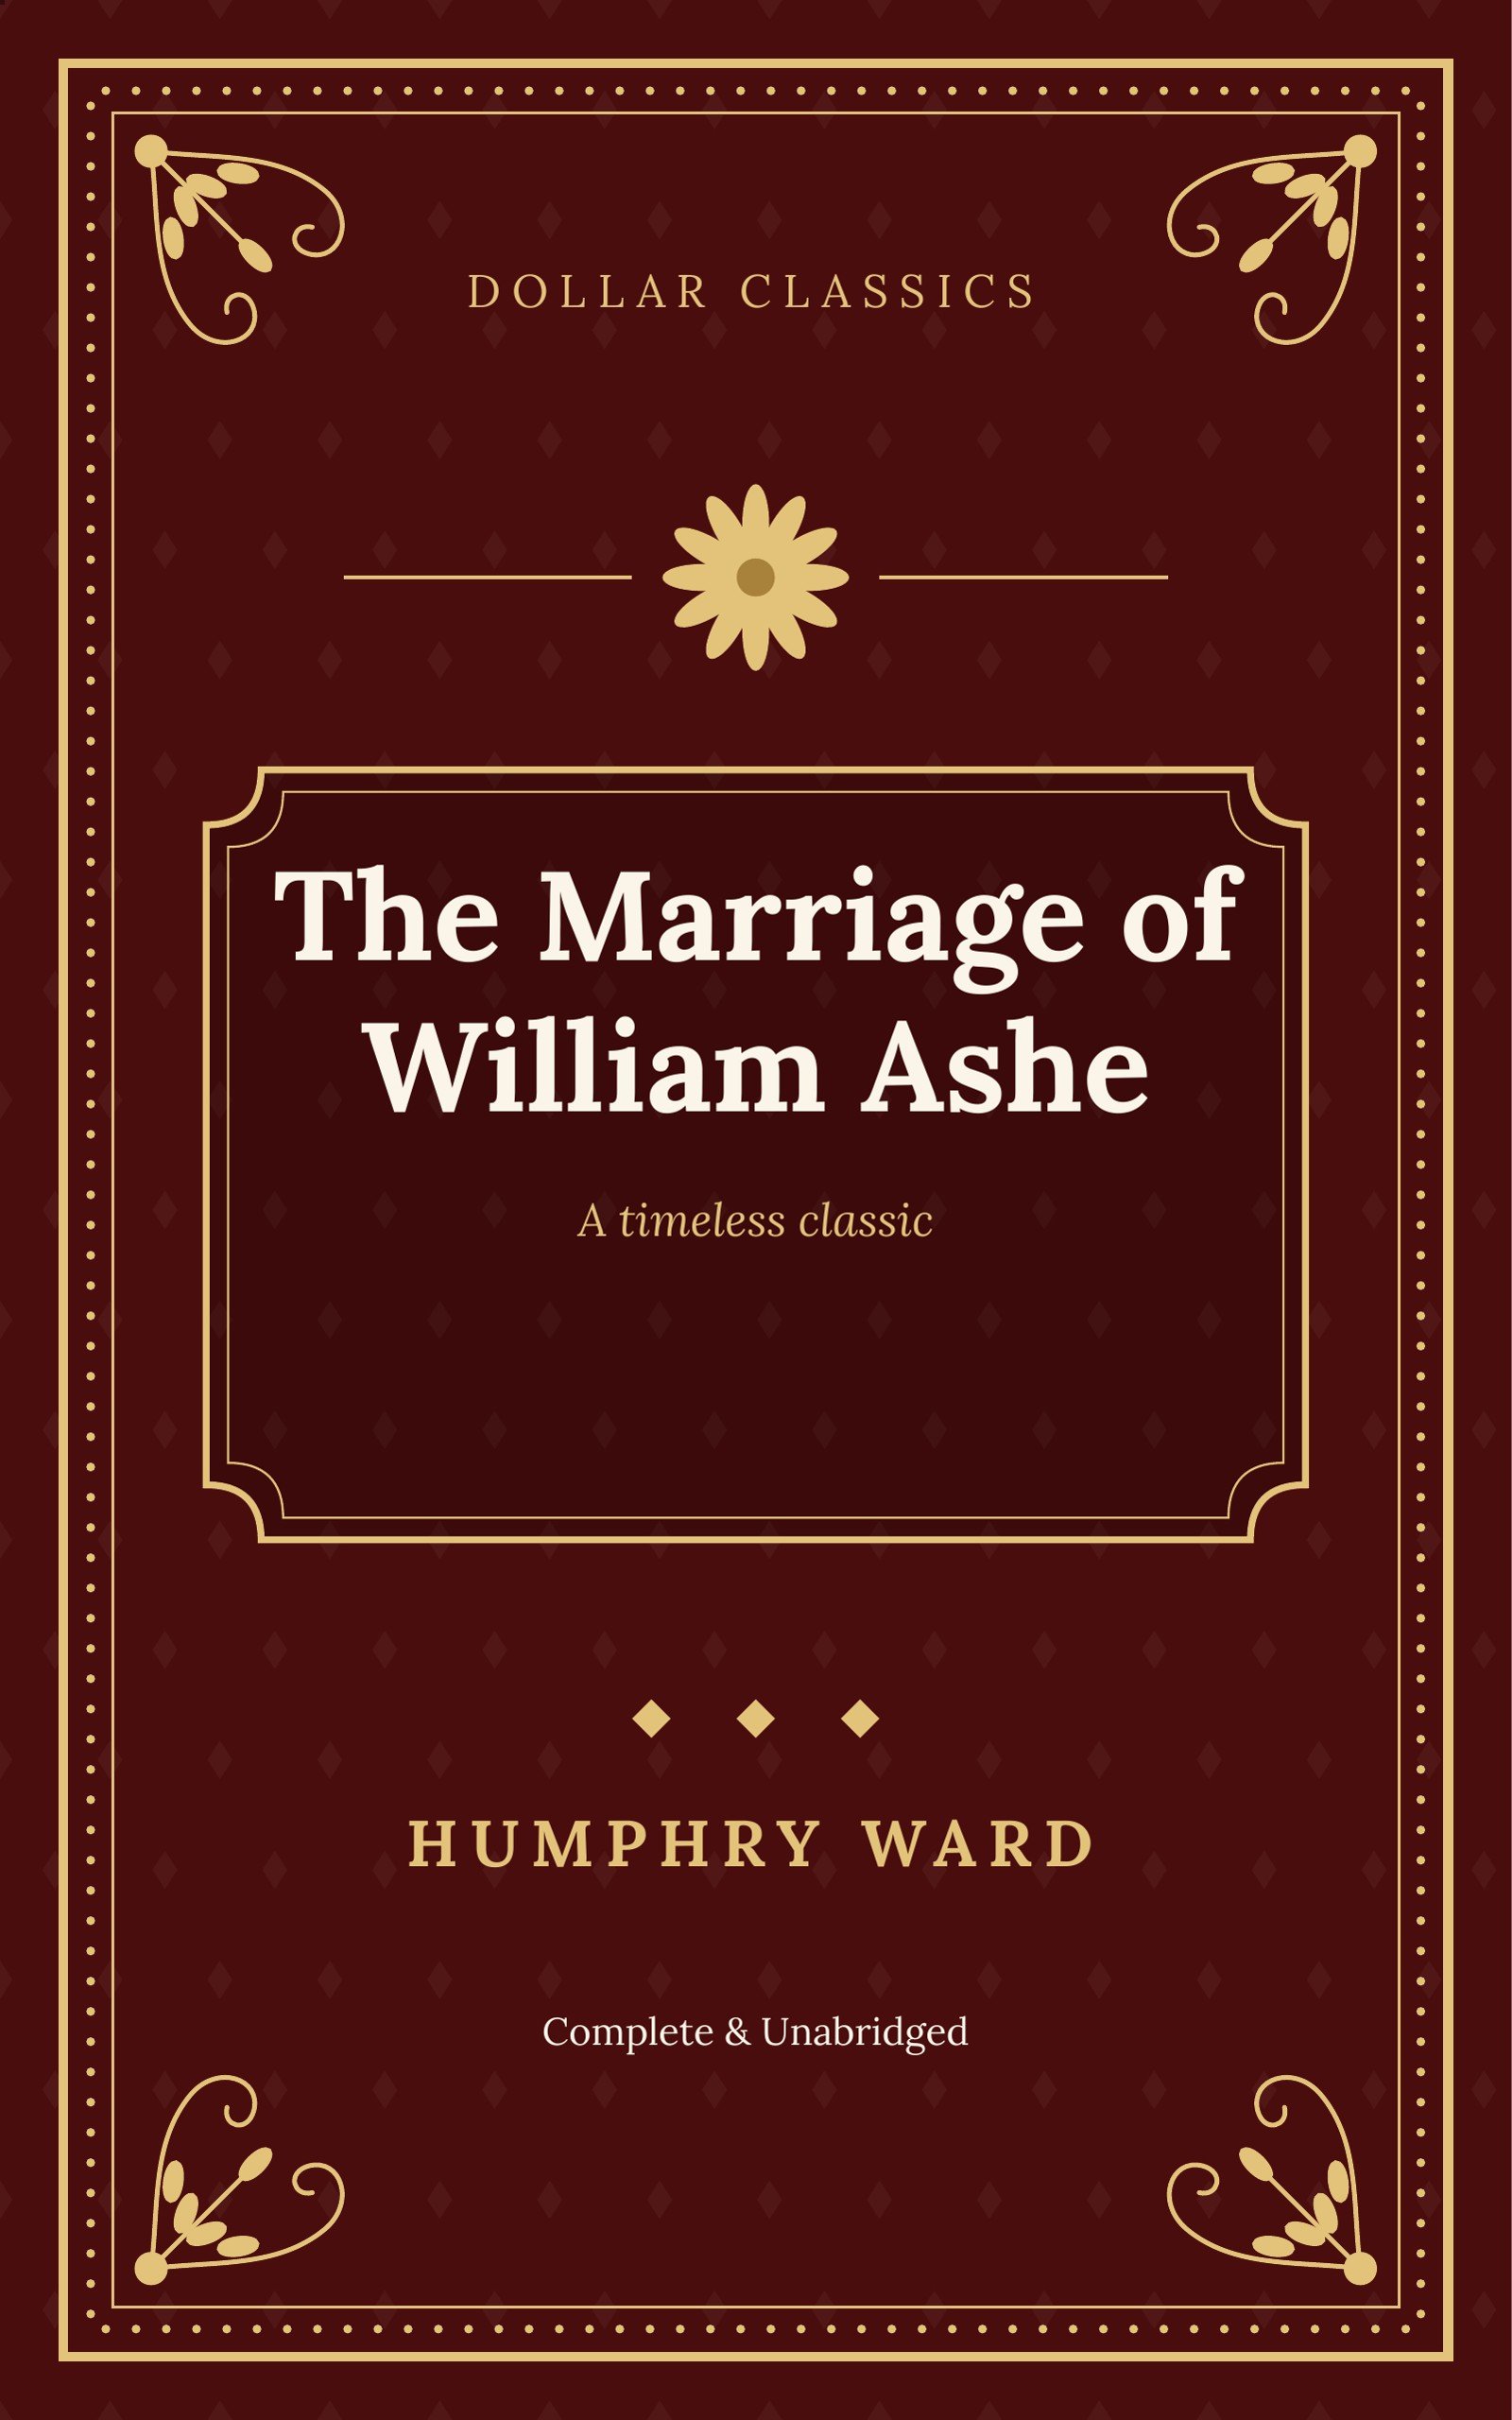 DOLLAR CLASSICS
The Marriage of
William Ashe
A timeless classic
HUMPHRY WARD
Complete & Unabridged